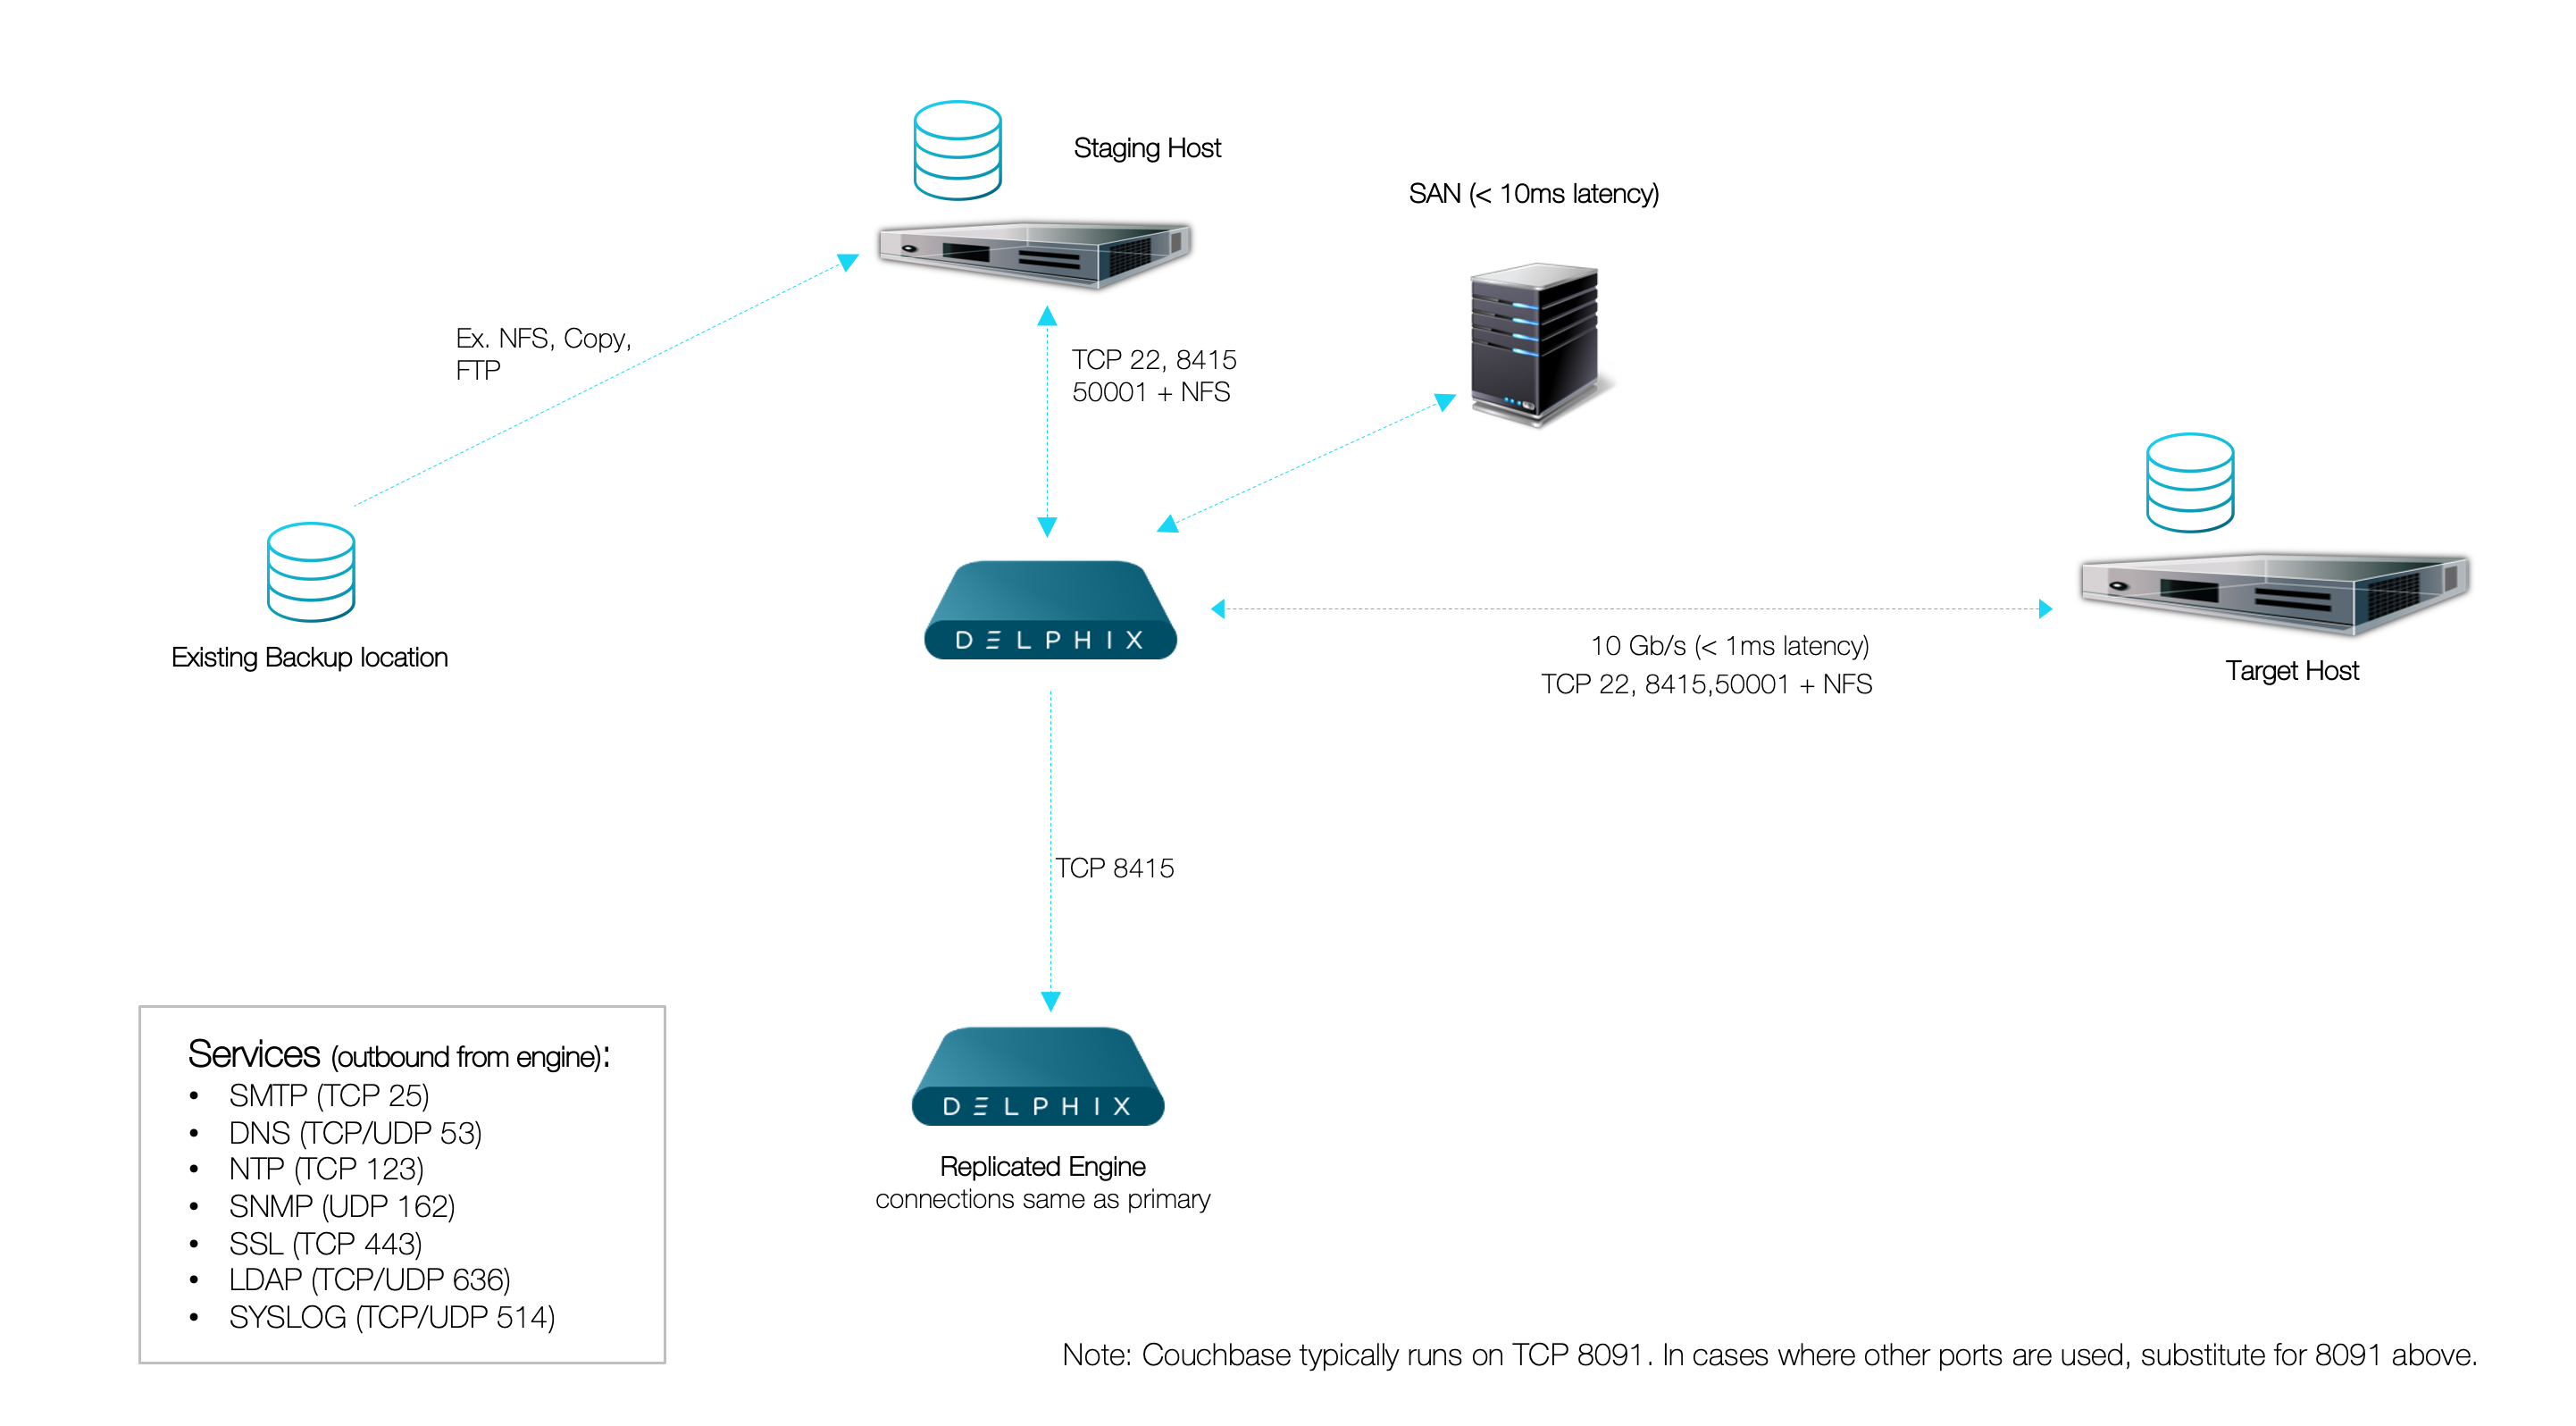 Staging Host
SAN (< 10ms latency)
Ex. NFS, Copy,
FTP
TCP 22, 8415
50001 + NFS
DELPHIX
Existing Backup location
10 Gb/s (< 1ms latency)
TCP 22, 8415,50001 + NFS
Target Host
TCP 8415
DELPHIX
Replicated Engine
connections same as primary
Services (outbound from engine):
• SMTP (TCP 25)
• DNS (TCP/UDP 53)
• NTP (TCP 123)
• SNMP (UDP 162)
• SSL (TCP 443)
• LDAP (TCP/UDP 636)
• SYSLOG (TCP/UDP 514)
Note: Couchbase typically runs on TCP 8091. In cases where other ports are used, substitute for 8091 above.